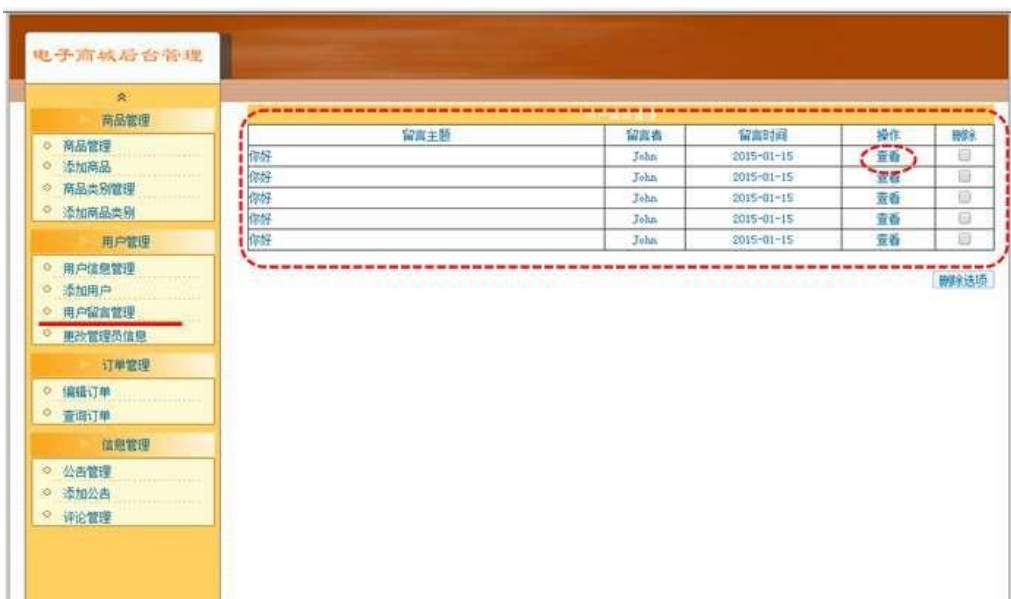 电子商城后台管理
商品管理
商品管理
添加商品
商品类别管理
添加商品类别
用户管理
用户信息管理
添加用户
用户留言管理
更改管理员信息
订单管理
编辑订单
查询订单
信息管理
公告管理
添加公告
评论管理
留言主题 留言者 留言时间 操作 删除
你好 John 2015-01-15 查看
你好 John 2015-01-15 查看
你好 John 2015-01-15 查看
你好 John 2015-01-15 查看
你好 John 2015-01-15 查看
删除选项